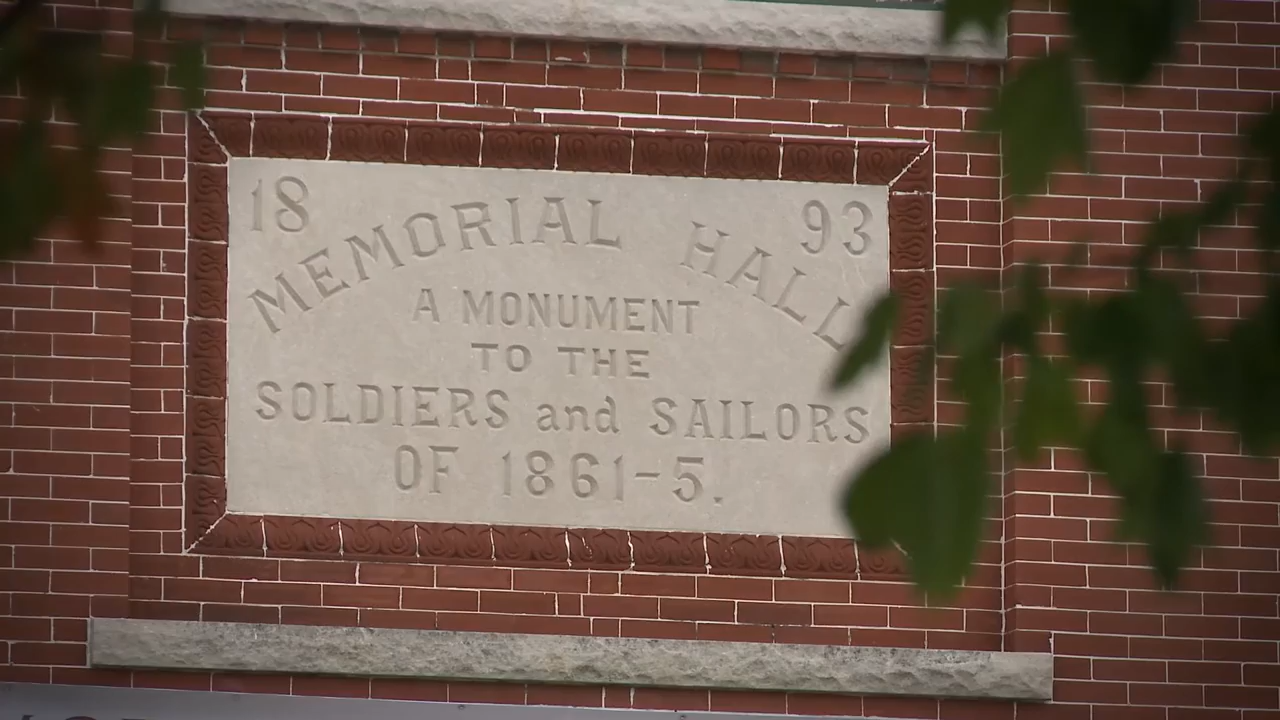 18 93
MEMORIAL HALL
A MONUMENT
TO THE
SOLDIERS and SAILORS
OF 1861-5.